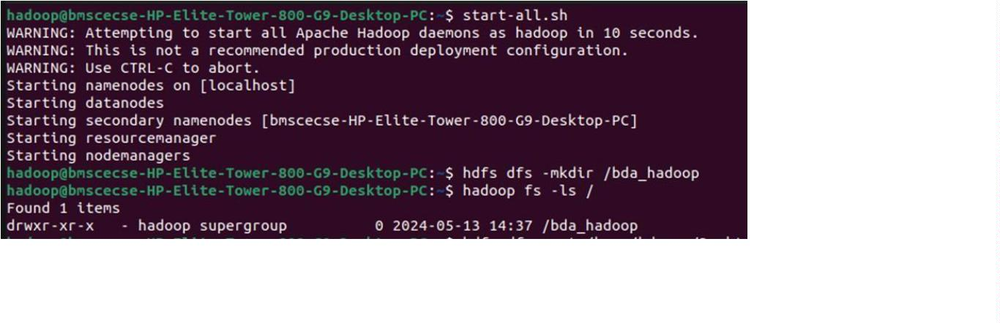 hadoop@bmscecse-HP-Elite-Tower-800-G9-Desktop-PC:~$ start-all.sh
WARNING: Attempting to start all Apache Hadoop daemons as hadoop in 10 seconds.
WARNING: This is not a recommended production deployment configuration.
WARNING: Use CTRL-C to abort.
Starting namenodes on [localhost]
Starting datanodes
Starting secondary namenodes [bmscecse-HP-Elite-Tower-800-G9-Desktop-PC]
Starting resourcemanager
Starting nodemanagers
hadoop@bmscecse-HP-Elite-Tower-800-G9-Desktop-PC:~$ hdfs dfs -mkdir /bda_hadoop
hadoop@bmscecse-HP-Elite-Tower-800-G9-Desktop-PC:~$ hadoop fs -ls /
Found 1 items
drwxr-xr-x   - hadoop supergroup          0 2024-05-13 14:37 /bda_hadoop